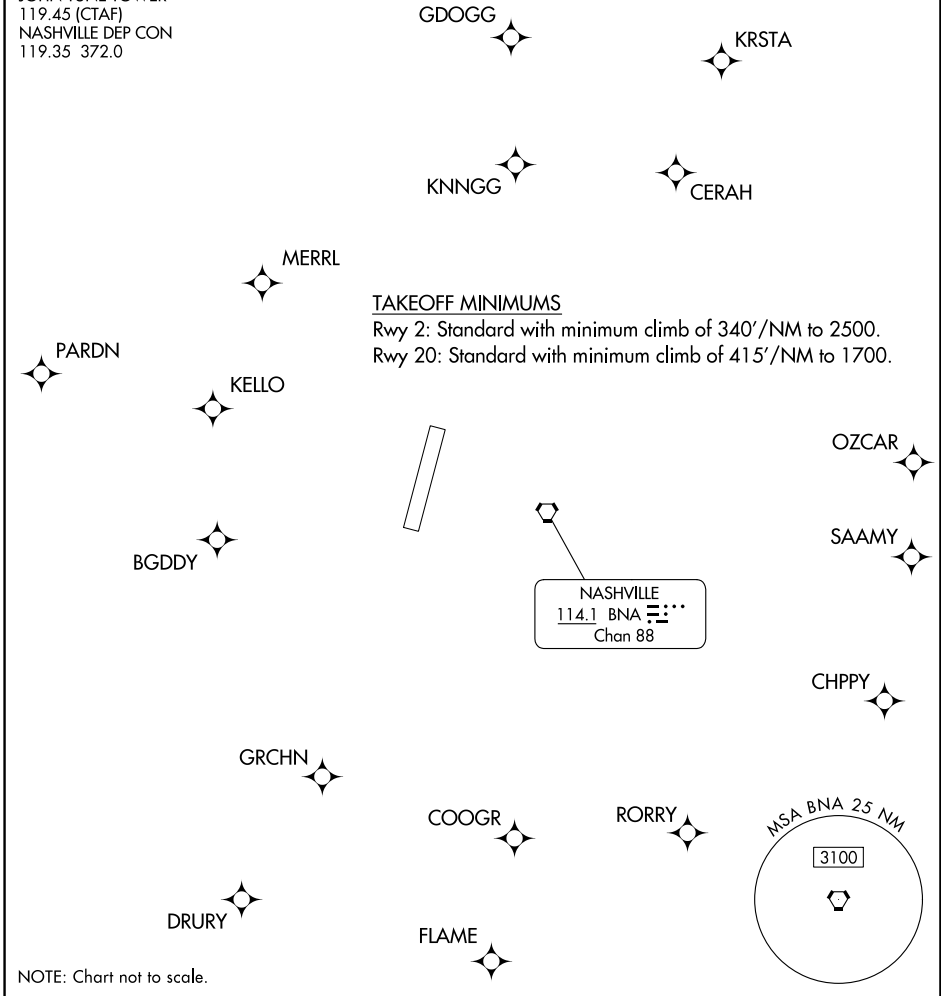 119.45 (CTAF)
NASHVILLE DEP CON
119.35 372.0
GDOGG
KRSTA
KNNGG
CERAH
MERRL
TAKEOFF MINIMUMS
Rwy 2: Standard with minimum climb of 340'/NM to 2500.
Rwy 20: Standard with minimum climb of 415'/NM to 1700.
PARDN
KELLO
OZCAR
SAAMY
BGDDY
NASHVILLE
114.1 BNA
Chan 88
CHPPY
GRCHN
COOGR
RORRY
MSA BNA 25 NM
3100
DRURY
FLAME
NOTE: Chart not to scale.